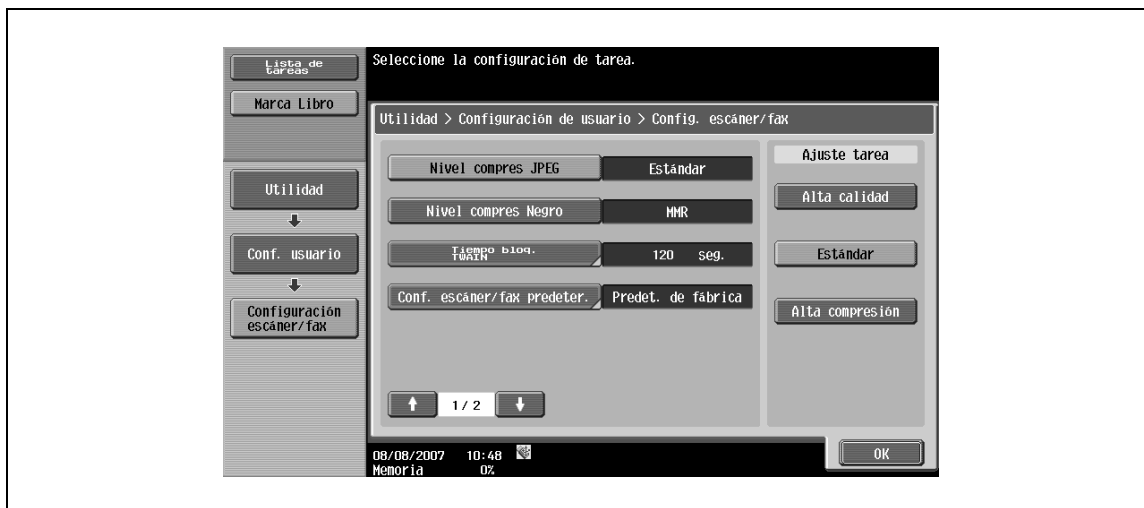 Lista de
tareas
Marca Libro
Utilidad
Conf. usuario
Configuración
escáner/fax
Seleccione la configuración de tarea.
Utilidad > Configuración de usuario > Config. escáner/fax
Nivel compres JPEG Estándar
Nivel compres Negro MMR
Tiempo bloq.
TWAIN
120 seg.
Conf. escáner/fax predeter. Predet. de fábrica
1/ 2
Ajuste tarea
Alta calidad
Estándar
Alta compresión
08/08/2007 10:48
Memoria 0%
OK